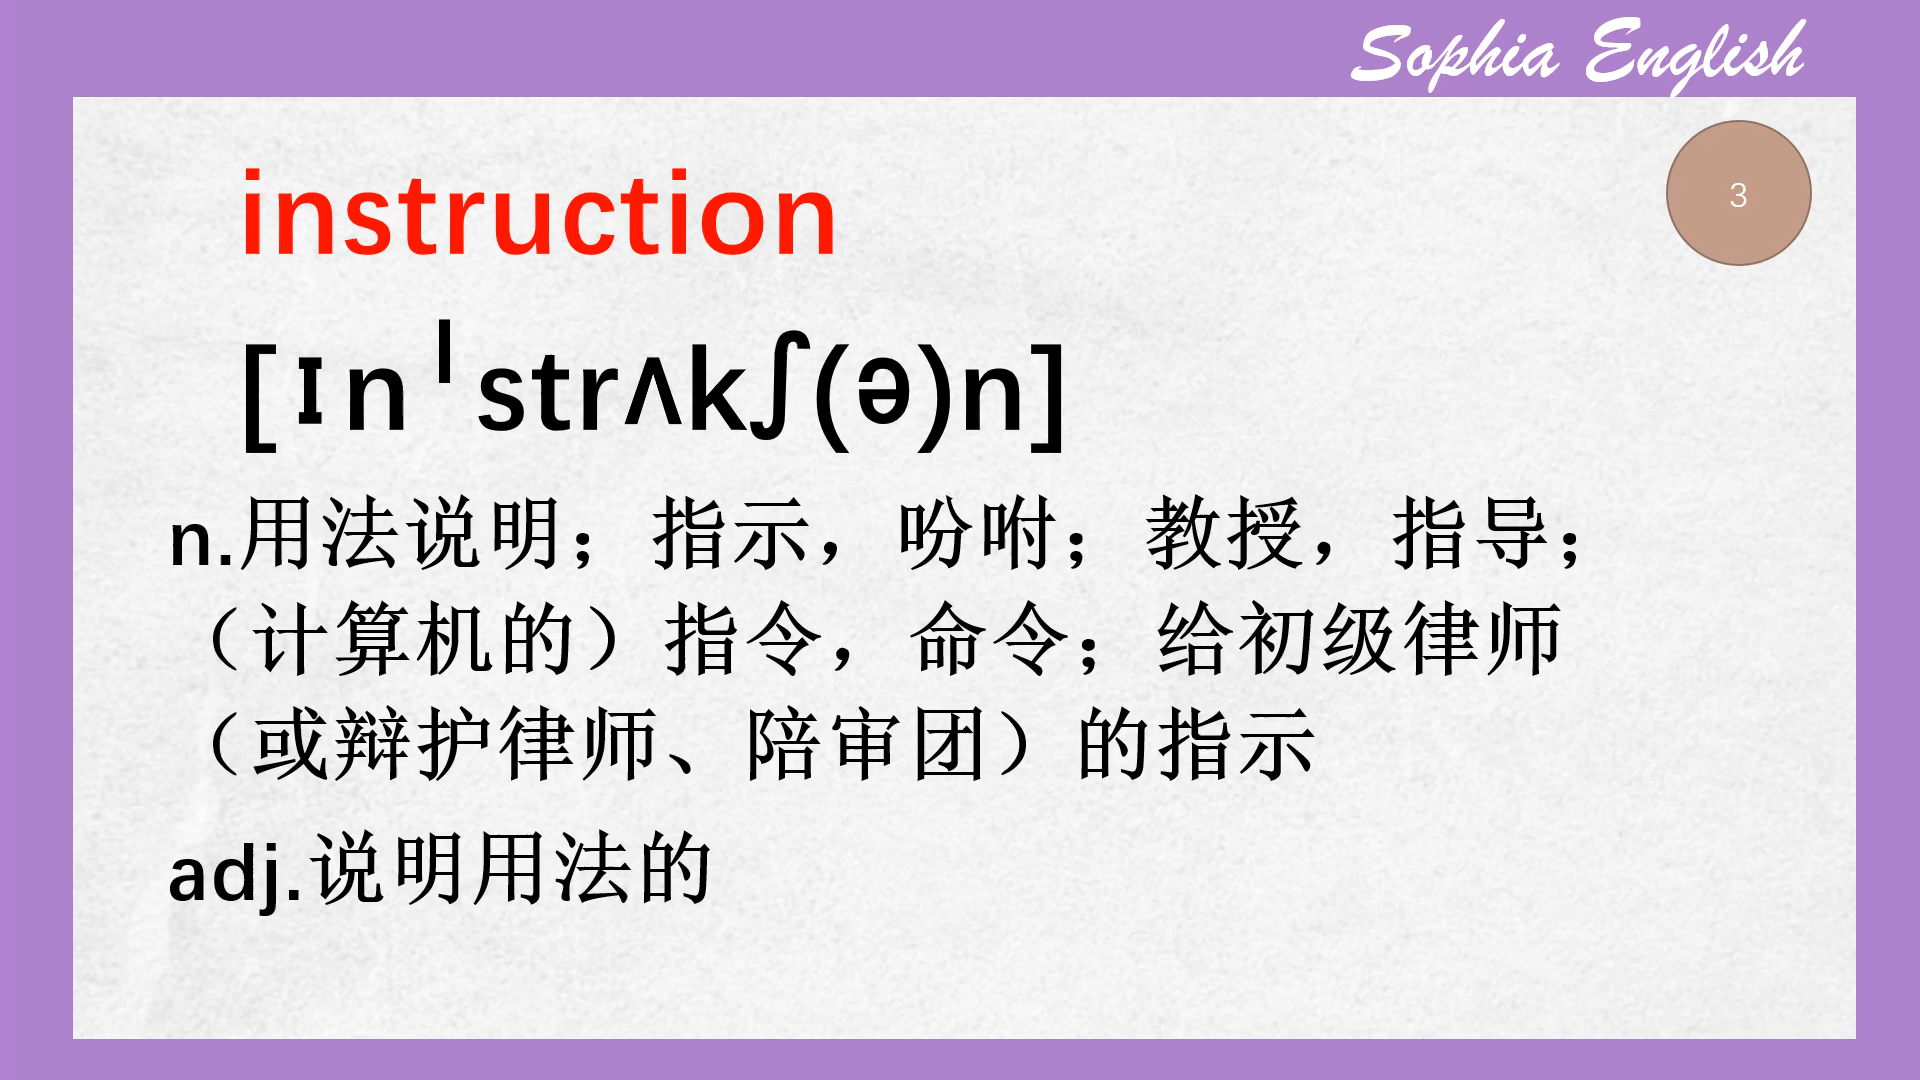 Sophia English
3
instruction
[ɪnˈstrʌkʃ(ə)n]
n.用法说明；指示，吩咐；教授，指导；
（计算机的）指令，命令；给初级律师
（或辩护律师、陪审团）的指示
adj.说明用法的